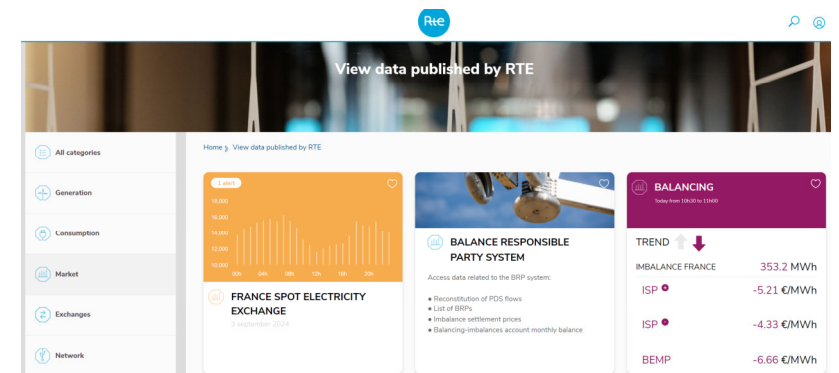 Rte
View data published by RTE
All categories
Generation
Consumption
Market
Exchanges
Network
Home
View data published by RTE
1 alert
18,000
16,000
14,000
12,000
10,000
00h 04h 08h 12h 16h 20h
FRANCE SPOT ELECTRICITY
EXCHANGE
3 september 2024
BALANCE RESPONSIBLE
PARTY SYSTEM
Access data related to the BRP system:
● Reconstitution of PDS flows
● List of BRPs
● Imbalance settlement prices
● Balancing-imbalances account monthly balance
BALANCING
Today from 10h30 to 11h00
TREND
IMBALANCE FRANCE 353.2 MWh
ISP -5.21 €/MWh
ISP -4.33 €/MWh
BEMP -6.66 €/MWh